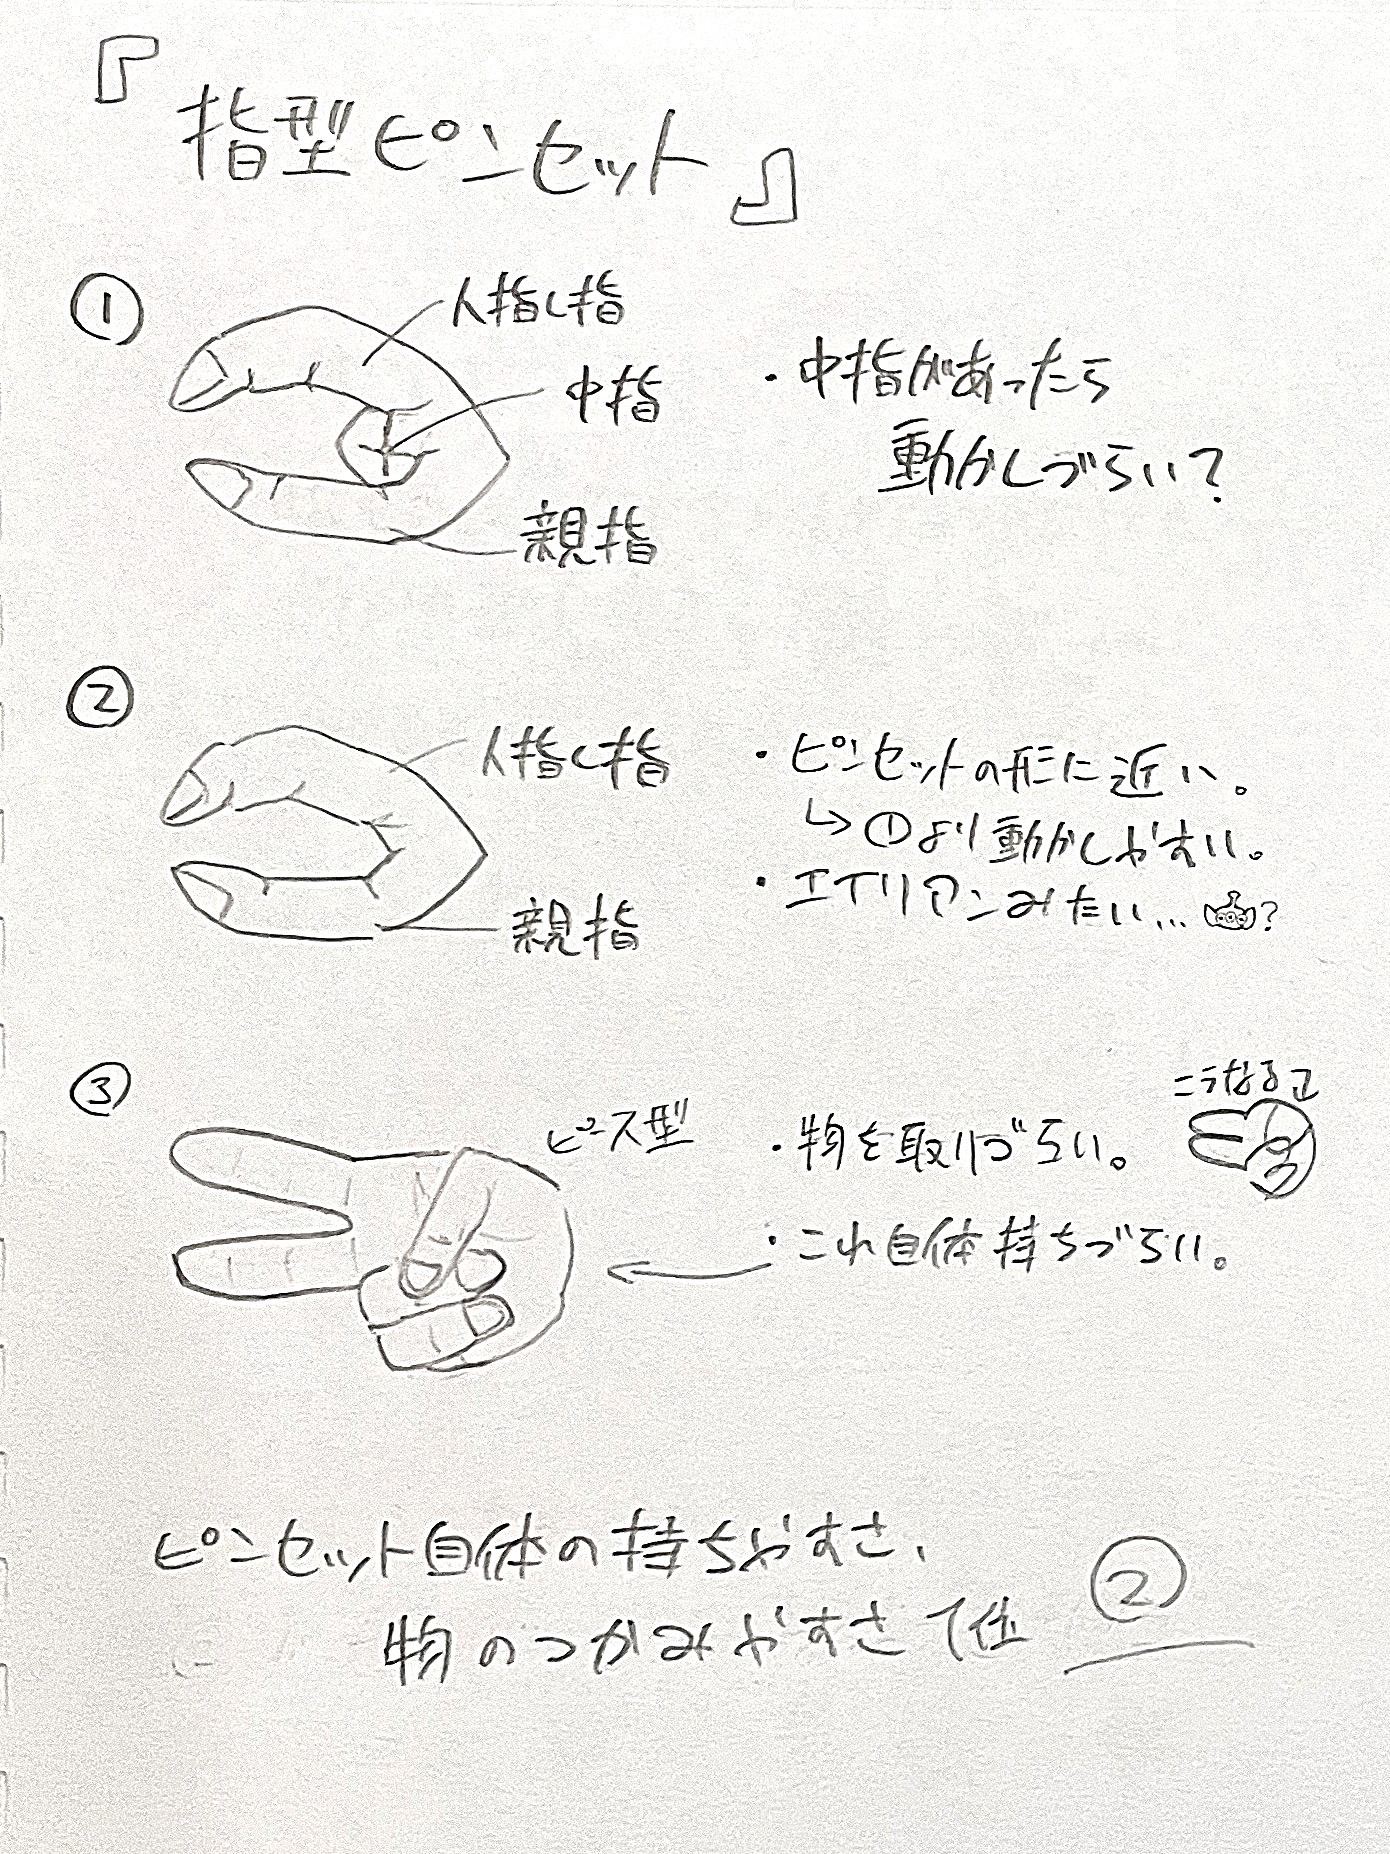 『指型ピンセット』
①
人指し指
中指
親指
・中指があったら
動かしづらい？
②
人指し指
親指
・ピンセットの形に近い。
↳①より動かしやすい。
・エイリアンみたい…?
③
ピース型
・物を取りづらい。
こうなる
・これ自体持ちづらい。
ピンセット自体の持ちやすさ、
物のつかみやすさで
②